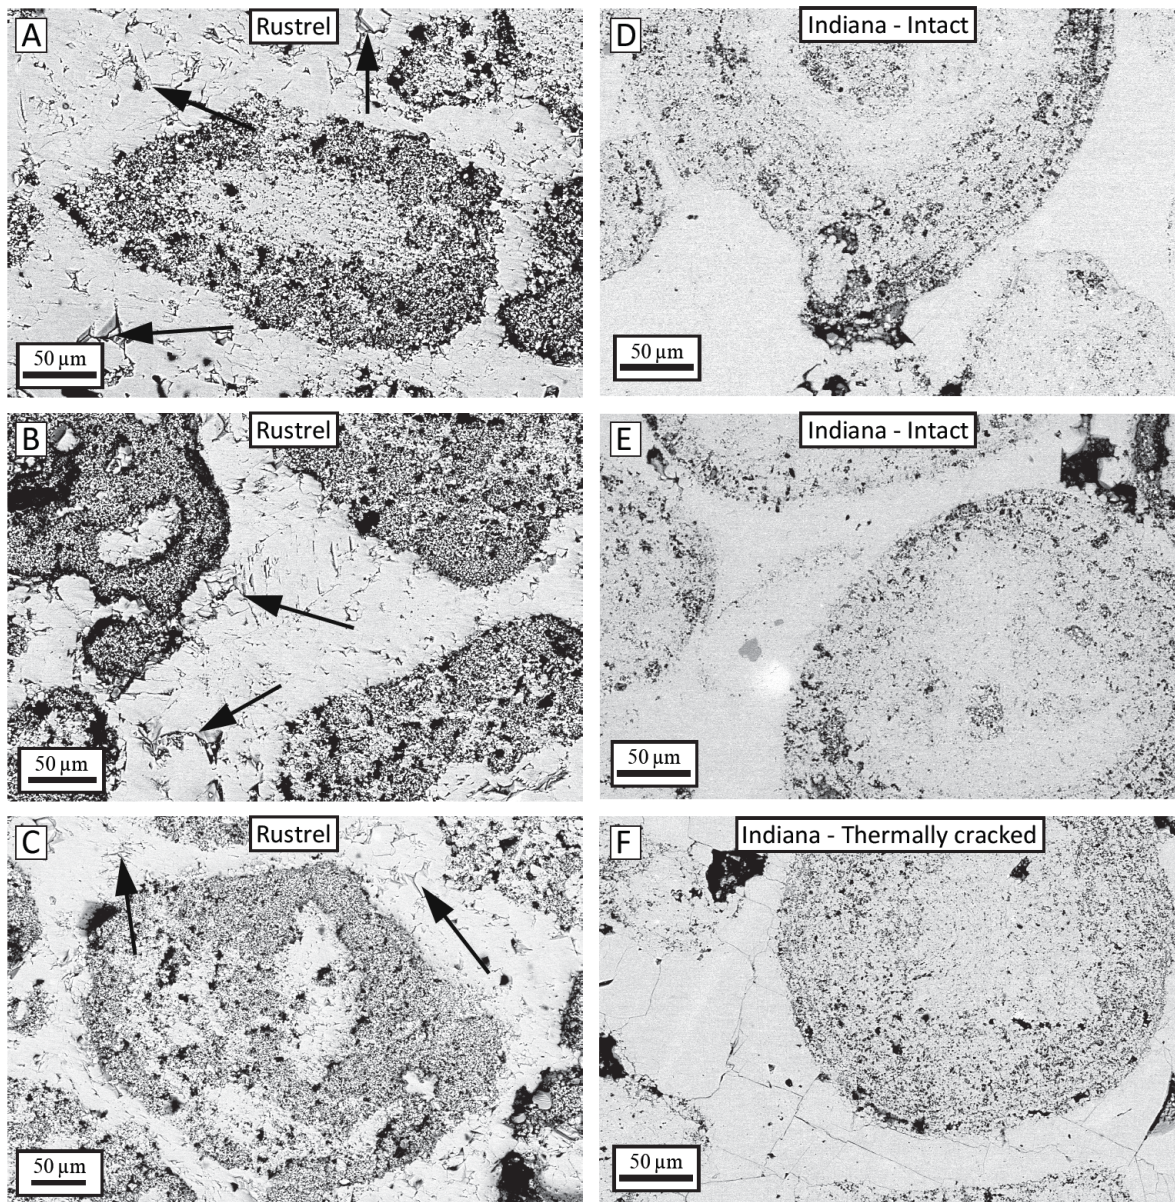 A
Rustrel
50 µm
B
Rustrel
50 µm
C
Rustrel
50 µm
D
Indiana - Intact
50 µm
E
Indiana - Intact
50 µm
F
Indiana - Thermally cracked
50 µm